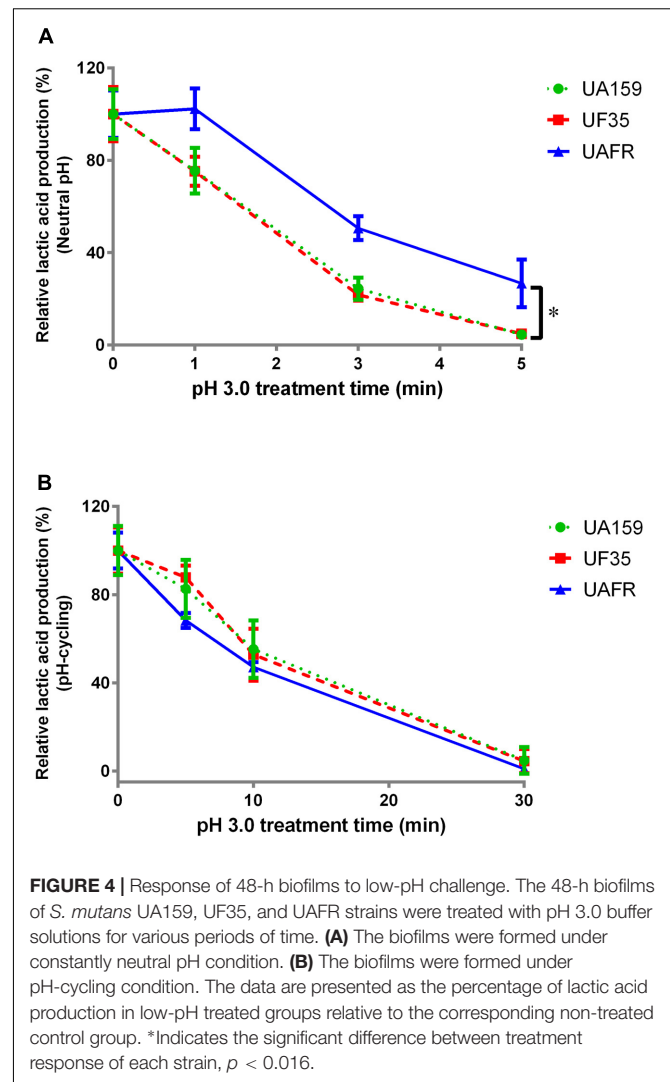 A
Relative lactic acid production (%)
(Neutral pH)
120
80
40
0
0 1 2 3 4 5
pH 3.0 treatment time (min)
UA159
UF35
UAFR
*
B
Relative lactic acid production (%)
(pH-cycling)
120
80
40
0
0 10 20 30
pH 3.0 treatment time (min)
UA159
UF35
UAFR
FIGURE 4 | Response of 48-h biofilms to low-pH challenge. The 48-h biofilms
of S. mutans UA159, UF35, and UAFR strains were treated with pH 3.0 buffer
solutions for various periods of time. (A) The biofilms were formed under
constantly neutral pH condition. (B) The biofilms were formed under
pH-cycling condition. The data are presented as the percentage of lactic acid
production in low-pH treated groups relative to the corresponding non-treated
control group. *Indicates the significant difference between treatment
response of each strain, p < 0.016.